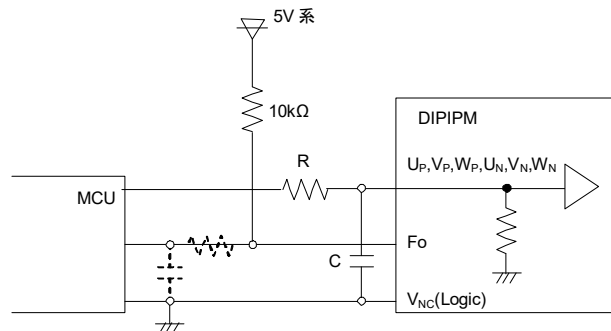 5V 系
10kΩ
DIPIPM
R
UP,VP,WP,UN,VN,WN
MCU
Fo
C
VNC(Logic)